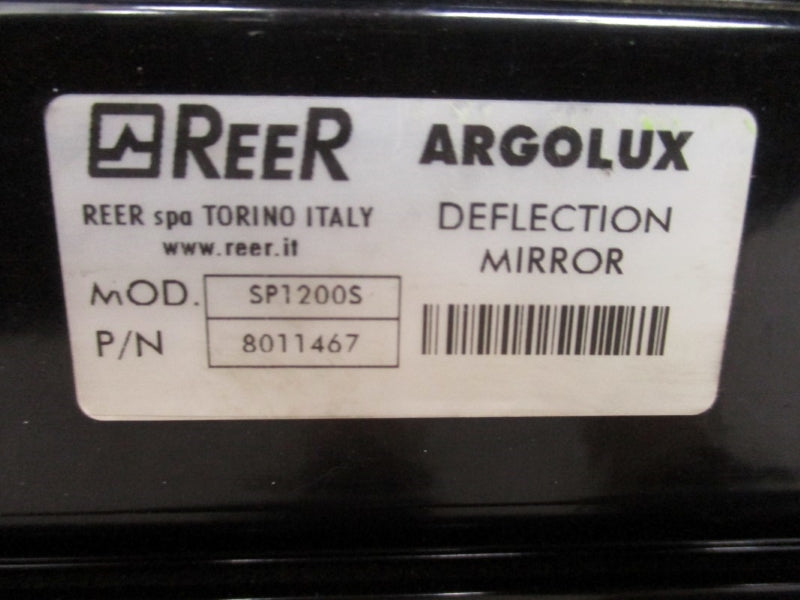 REER
ARGOLUX
REER spa TORINO ITALY
www.reer.it
DEFLECTION
MIRROR
MOD. SP1200S
P/N 8011467